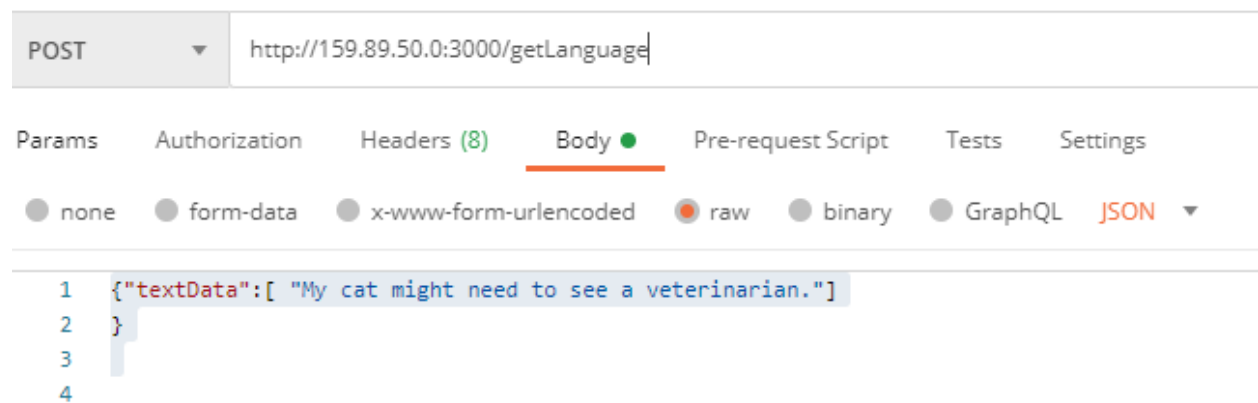 POST http://159.89.50.0:3000/getLanguage
Params Authorization Headers (8) Body Pre-request Script Tests Settings
none form-data x-www-form-urlencoded raw binary GraphQL JSON
1 {"textData":[ "My cat might need to see a veterinarian."]
2 }
3
4